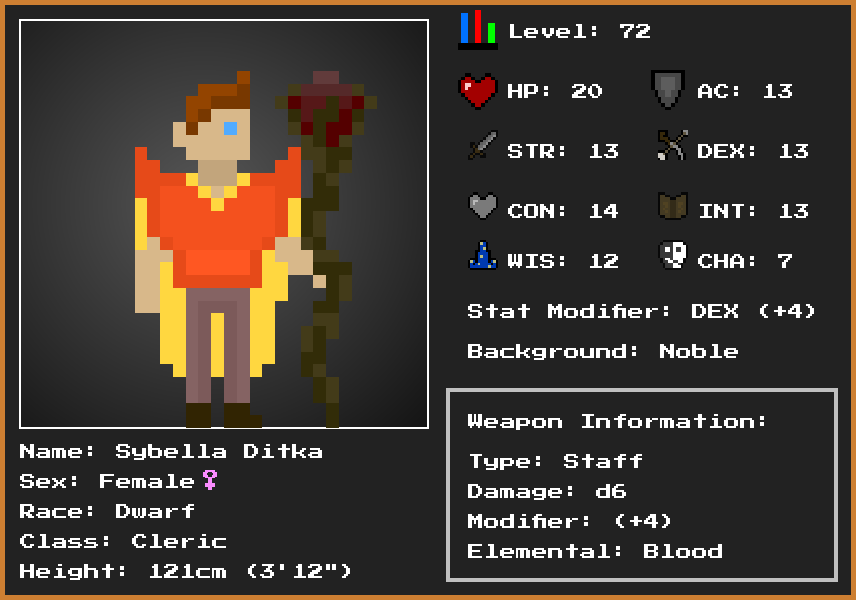 Level: 72
HP: 20
AC: 13
STR: 13
DEX: 13
CON: 14
INT: 13
WIS: 12
CHA: 7
Stat Modifier: DEX (+4)
Background: Noble
Weapon Information:
Type: Staff
Damage: d6
Modifier: (+4)
Elemental: Blood
Name: Sybella Ditka
Sex: Female♀
Race: Dwarf
Class: Cleric
Height: 121cm (3'12")